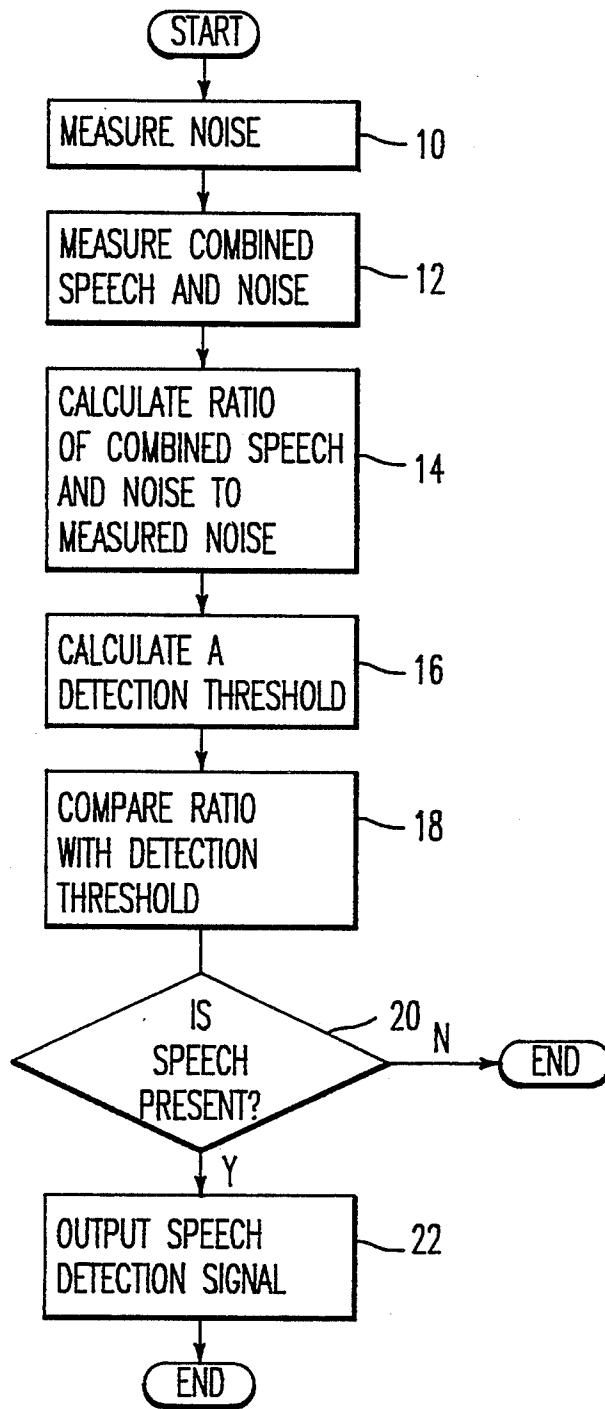 START
MEASURE NOISE
10
MEASURE COMBINED
SPEECH AND NOISE
12
CALCULATE RATIO
OF COMBINED SPEECH
AND NOISE TO
MEASURED NOISE
14
CALCULATE A
DETECTION THRESHOLD
16
COMPARE RATIO
WITH DETECTION
THRESHOLD
18
IS
SPEECH
PRESENT?
20
N
END
Y
OUTPUT SPEECH
DETECTION SIGNAL
22
END